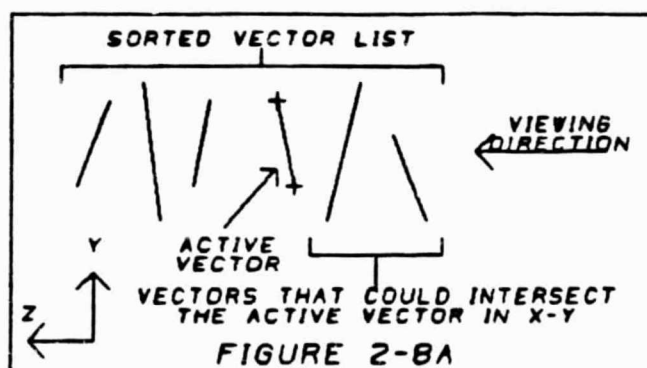 SORTED VECTOR LIST
VIEWING
DIRECTION
ACTIVE
VECTOR
Y
Z
VECTORS THAT COULD INTERSECT
THE ACTIVE VECTOR IN X-Y
FIGURE 2-8A